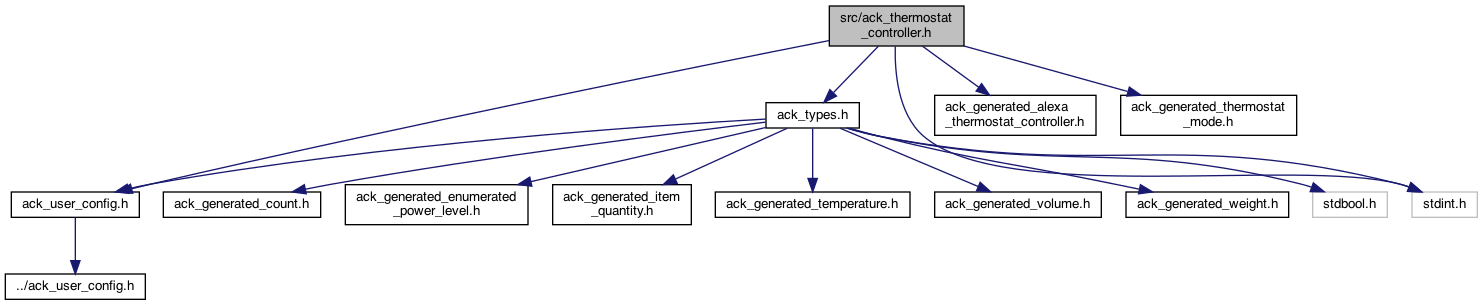 src/ack_thermostat
_controller.h
ack_types.h
ack_generated_alexa
_thermostat_controller.h
ack_generated_thermostat
_mode.h
ack_user_config.h
ack_generated_count.h
ack_generated_enumerated
_power_level.h
ack_generated_item
_quantity.h
ack_generated_temperature.h
ack_generated_volume.h
ack_generated_weight.h
stdbool.h
stdint.h
../ack_user_config.h